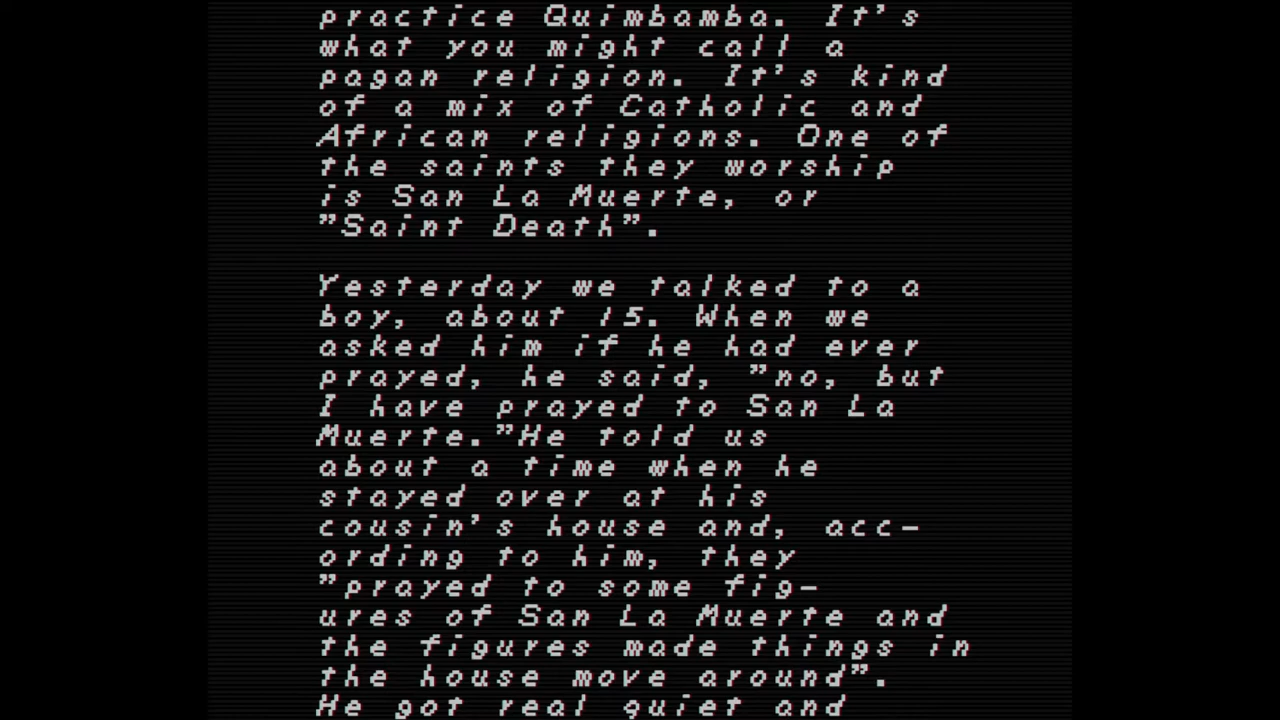 practice Quimbamba. It's
what you might call a
pagan religion. It's kind
of a mix of Catholic and
African religions. One of
the saints they worship
is San La Muerte, or
"Saint Death".
Yesterday we talked to a
boy, about 15. When we
asked him if he had ever
prayed, he said, "no, but
I have prayed to San La
Muerte."He told us
about a time when he
stayed over at his
cousin's house and, acc-
ording to him, they
"prayed to some fig-
ures of San La Muerte and
the figures made things in
the house move around".
He got real quiet and